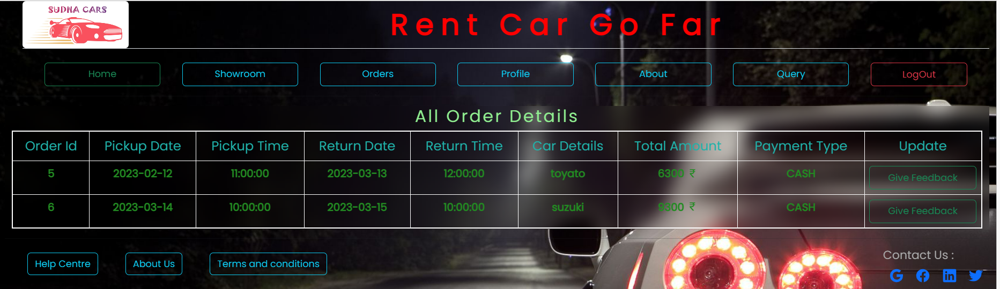 SUDHA CARS
Rent Car Go Far
Home Showroom Orders Profile About Query LogOut
All Order Details
Order Id Pickup Date Pickup Time Return Date Return Time Car Details Total Amount Payment Type Update
5 2023-02-12 11:00:00 2023-03-13 12:00:00 toyato 6300 ₹ CASH Give Feedback
6 2023-03-14 10:00:00 2023-03-15 10:00:00 suzuki 9300 ₹ CASH Give Feedback
Help Centre About Us Terms and conditions
Contact Us :